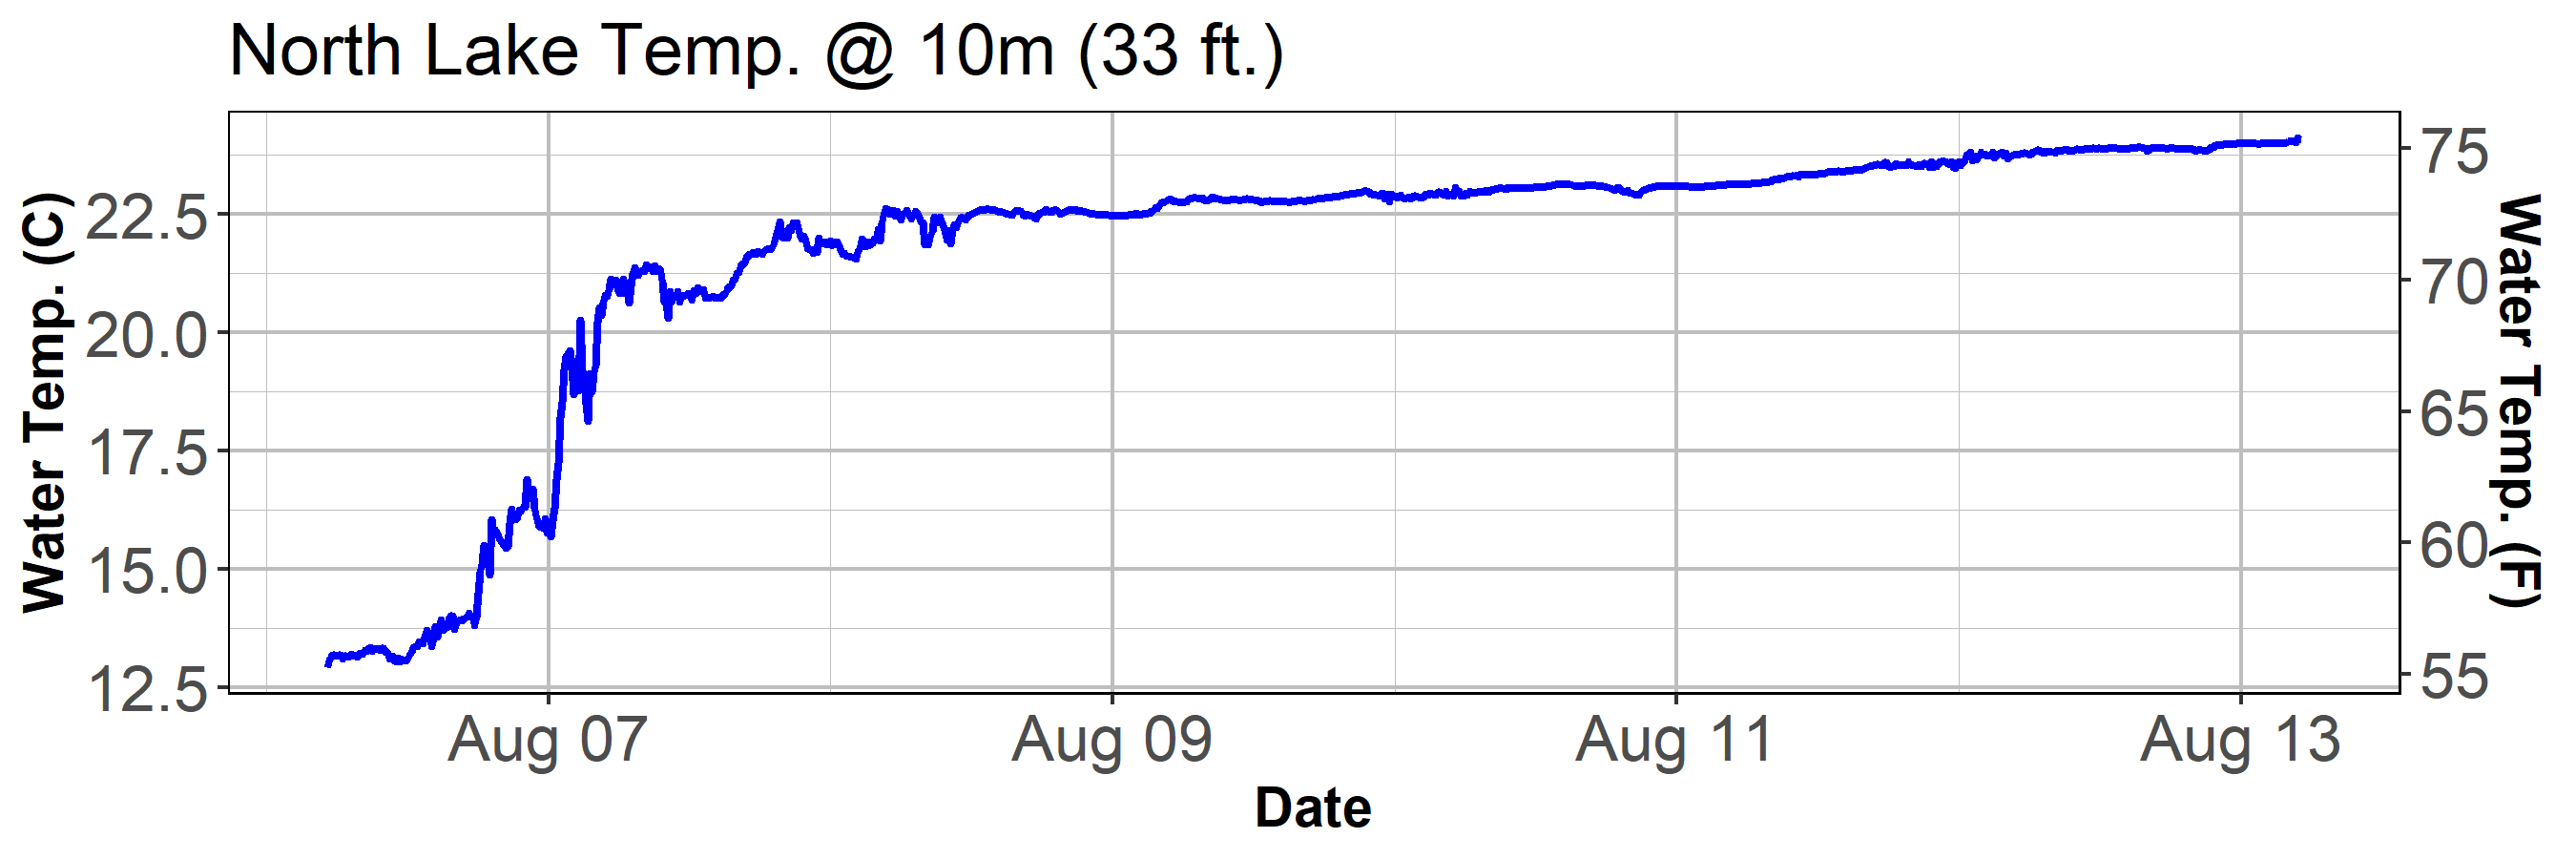 North Lake Temp. @ 10m (33 ft.)
Water Temp. (C)
22.5
20.0
17.5
15.0
12.5
75
70
65
60
55
Water Temp. (F)
Aug 07 Aug 09 Aug 11 Aug 13
Date